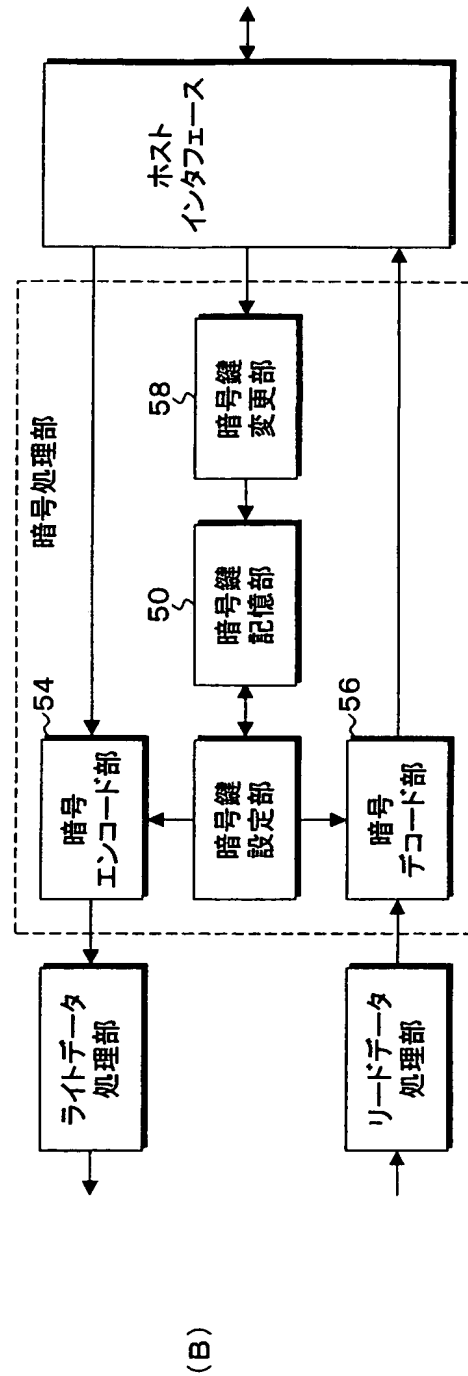 (B)
ライトデータ
処理部
リードデータ
処理部
暗号処理部
54
暗号
エンコード部
暗号鍵
設定部
56
暗号
デコード部
50
暗号鍵
記憶部
58
暗号鍵
変更部
ホスト
インタフェース